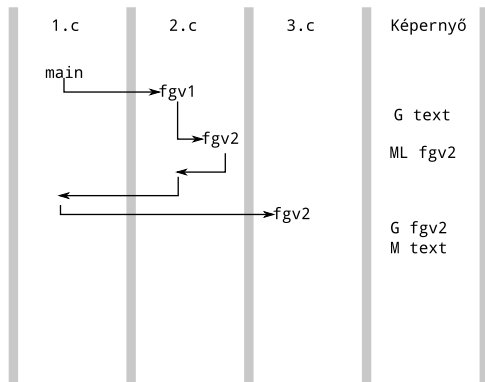 1.c 2.c 3.c Képernyő
main
fgv1
G text
fgv2
ML fgv2
fgv2
G fgv2
M text